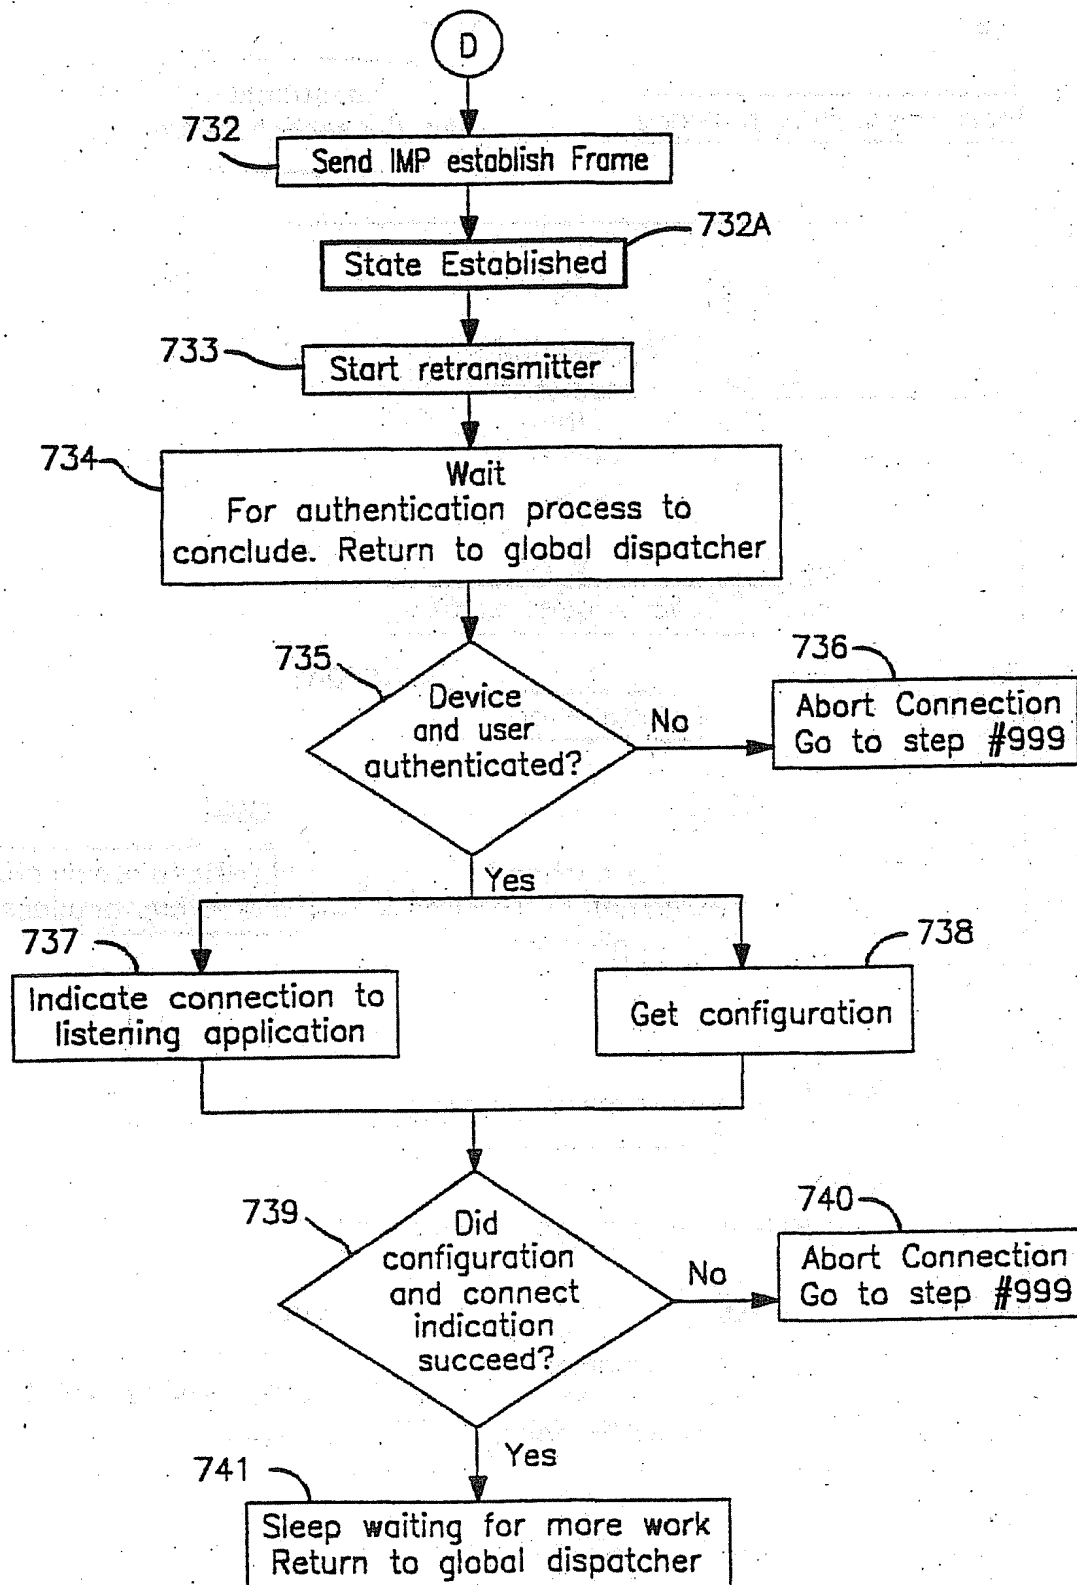 D
732
Send IMP establish Frame
732A
State Established
733
Start retransmitter
734
Wait
For authentication process to
conclude. Return to global dispatcher
735
Device
and user
authenticated?
No
736
Abort Connection
Go to step #999
Yes
737
Indicate connection to
listening application
738
Get configuration
739
Did
configuration
and connect
indication
succeed?
No
740
Abort Connection
Go to step #999
Yes
741
Sleep waiting for more work
Return to global dispatcher